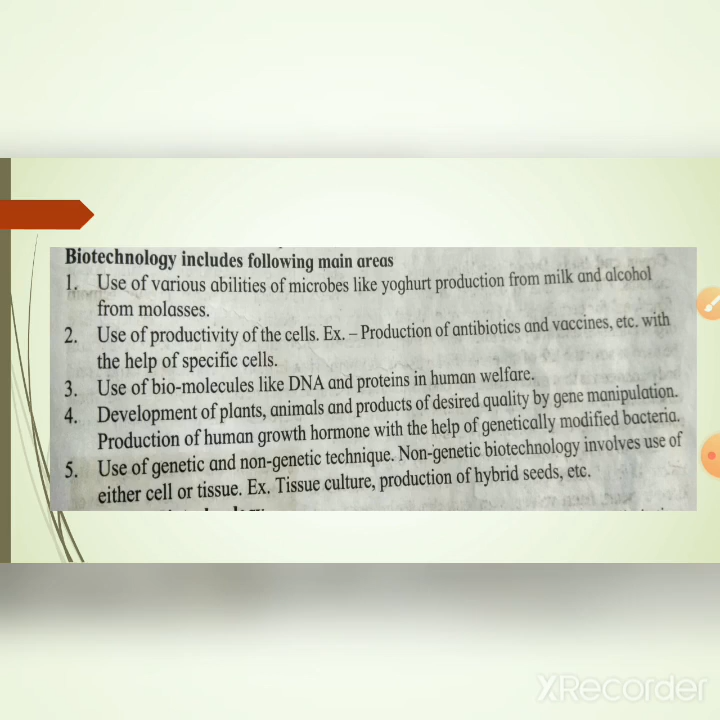 Biotechnology includes following main areas
1. Use of various abilities of microbes like yoghurt production from milk and alcohol
from molasses.
2. Use of productivity of the cells. Ex. – Production of antibiotics and vaccines, etc. with
the help of specific cells.
3. Use of bio-molecules like DNA and proteins in human welfare.
4. Development of plants, animals and products of desired quality by gene manipulation.
Production of human growth hormone with the help of genetically modified bacteria.
5. Use of genetic and non-genetic technique. Non-genetic biotechnology involves use of
either cell or tissue. Ex. Tissue culture, production of hybrid seeds, etc.
XRecorder